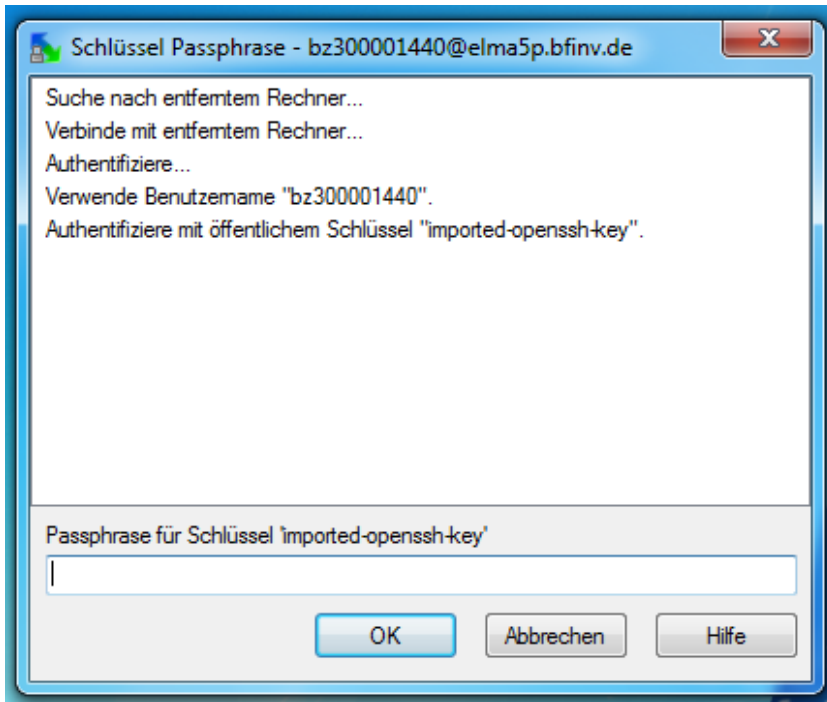 Schlüssel Passphrase - bz300001440@elma5p.bfinv.de
Suche nach entferntem Rechner...
Verbinde mit entferntem Rechner...
Authentifiziere...
Verwende Benutzername "bz300001440".
Authentifiziere mit öffentlichem Schlüssel "imported-openssh-key".
Passphrase für Schlüssel 'imported-openssh-key'
OK Abbrechen Hilfe